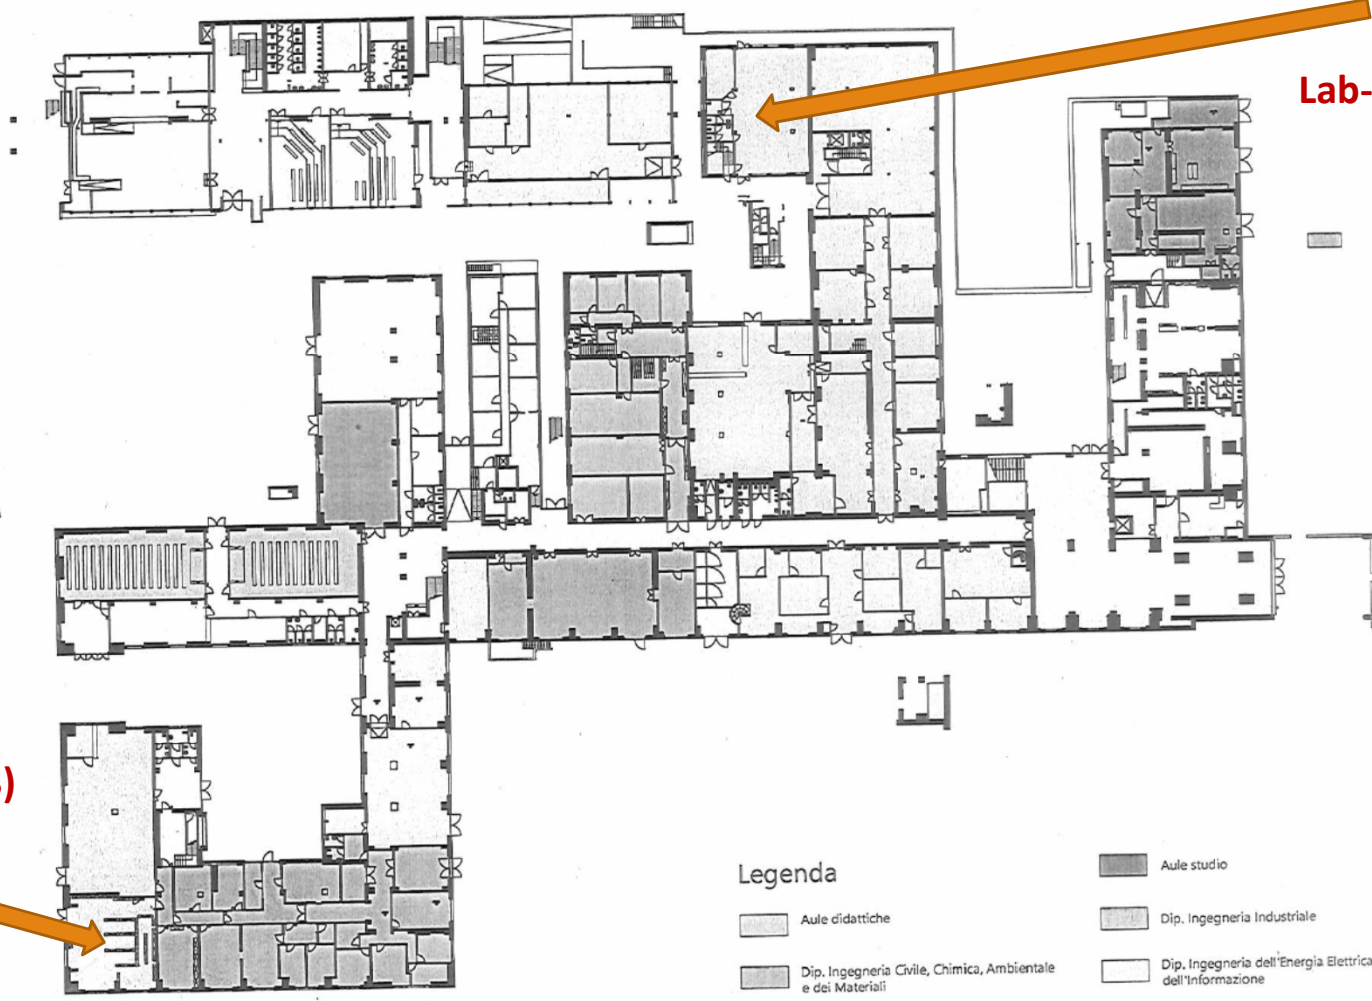 Lab-
)
Legenda
Aule studio
Aule didattiche
Dip. Ingegneria Industriale
Dip. Ingegneria Civile, Chimica, Ambientale
e dei Materiali
Dip. Ingegneria dell'Energia Elettrica
dell'Informazione